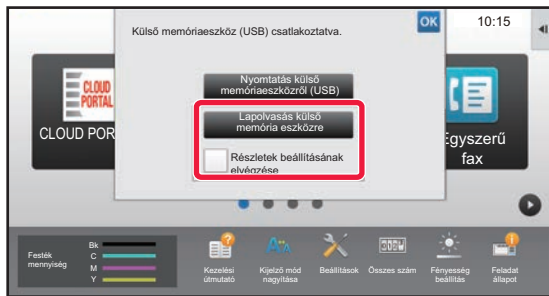 Külső memóriaeszköz (USB) csatlakoztatva.
OK
10:15
Nyomtatás külső
memóriaeszközről (USB)
Lapolvasás külső
memória eszközre
Részletek beállításának
elvégzése
CLOUD
PORTAL
CLOUD POR
Egyszerű
fax
Festék
mennyiség
Bk
C
M
Y
Kezelési
útmutató
Kijelző mód
nagyítása
Beállítások
Összes szám
Fényesség
beállítás
Feladat
állapot